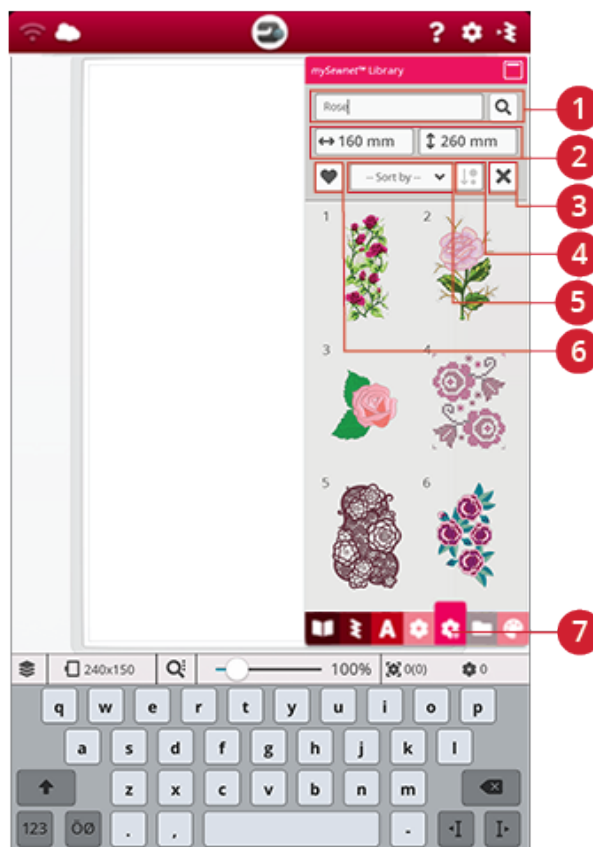 ?
mySewnet™ Library
Rose
1
↔ 160 mm ↕ 260 mm
2
-- Sort by --
3
4
5
6
1 2
3 4
5 6
A
7
240x150 100% 0(0) 0
q w e r t y u i o p
a s d f g h j k l
z x c v b n m
123 ÖØ . , -